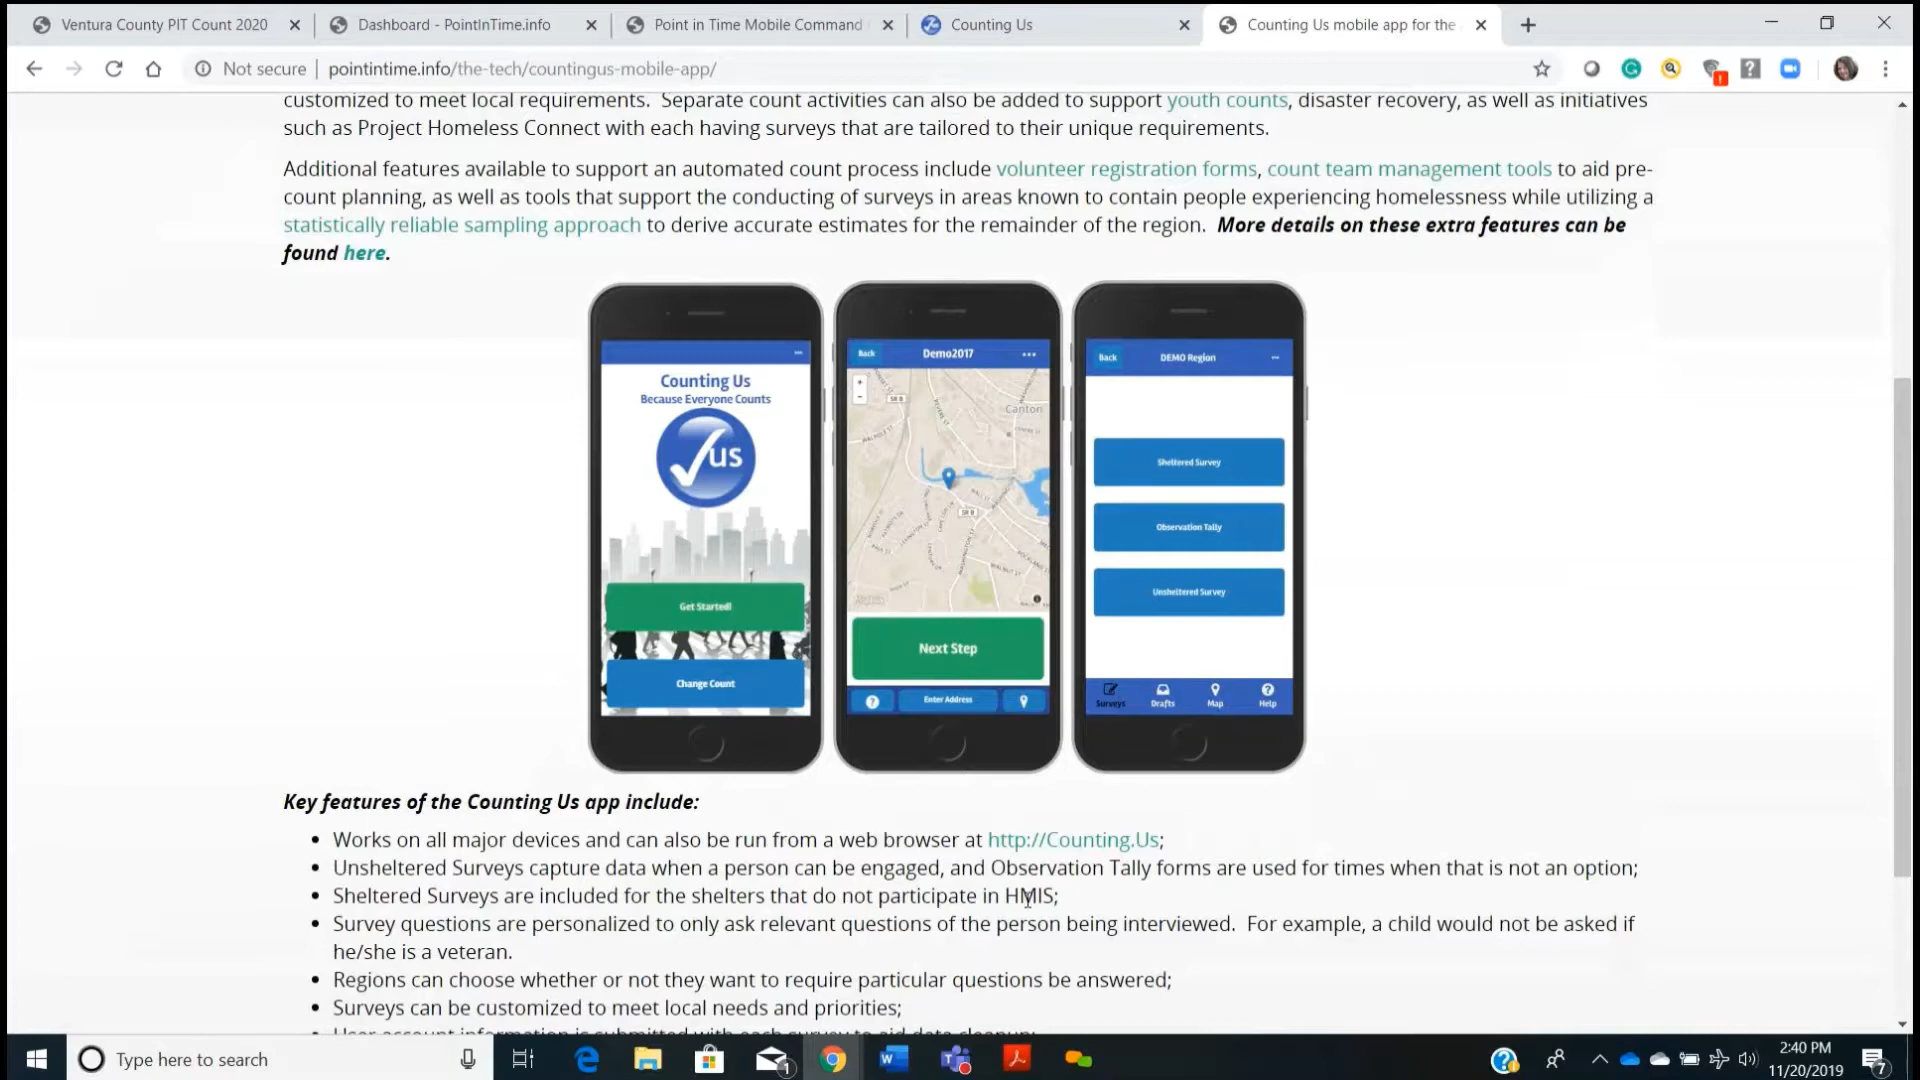 Ventura County PIT Count 2020
Dashboard - PointInTime.info
Point in Time Mobile Command
Counting Us
Counting Us mobile app for the
Not secure | pointintime.info/the-tech/countingus-mobile-app/
customized to meet local requirements. Separate count activities can also be added to support youth counts, disaster recovery, as well as initiatives
such as Project Homeless Connect with each having surveys that are tailored to their unique requirements.
Additional features available to support an automated count process include volunteer registration forms, count team management tools to aid pre-
count planning, as well as tools that support the conducting of surveys in areas known to contain people experiencing homelessness while utilizing a
statistically reliable sampling approach to derive accurate estimates for the remainder of the region. More details on these extra features can be
found here.
Counting Us
Because Everyone Counts
us
Get Started!
Change Count
Back
Demo2017
Canton
Next Step
Enter Address
Back
DEMO Region
Sheltered Survey
Observation Tally
Unsheltered Survey
Surveys
Drafts
Map
Help
Key features of the Counting Us app include:
• Works on all major devices and can also be run from a web browser at http://Counting.Us;
• Unsheltered Surveys capture data when a person can be engaged, and Observation Tally forms are used for times when that is not an option;
• Sheltered Surveys are included for the shelters that do not participate in HMIS;
• Survey questions are personalized to only ask relevant questions of the person being interviewed. For example, a child would not be asked if
he/she is a veteran.
• Regions can choose whether or not they want to require particular questions be answered;
• Surveys can be customized to meet local needs and priorities;
• User account information is submitted with each survey to aid data cleanup;
Type here to search
1
2:40 PM
11/20/2019
7